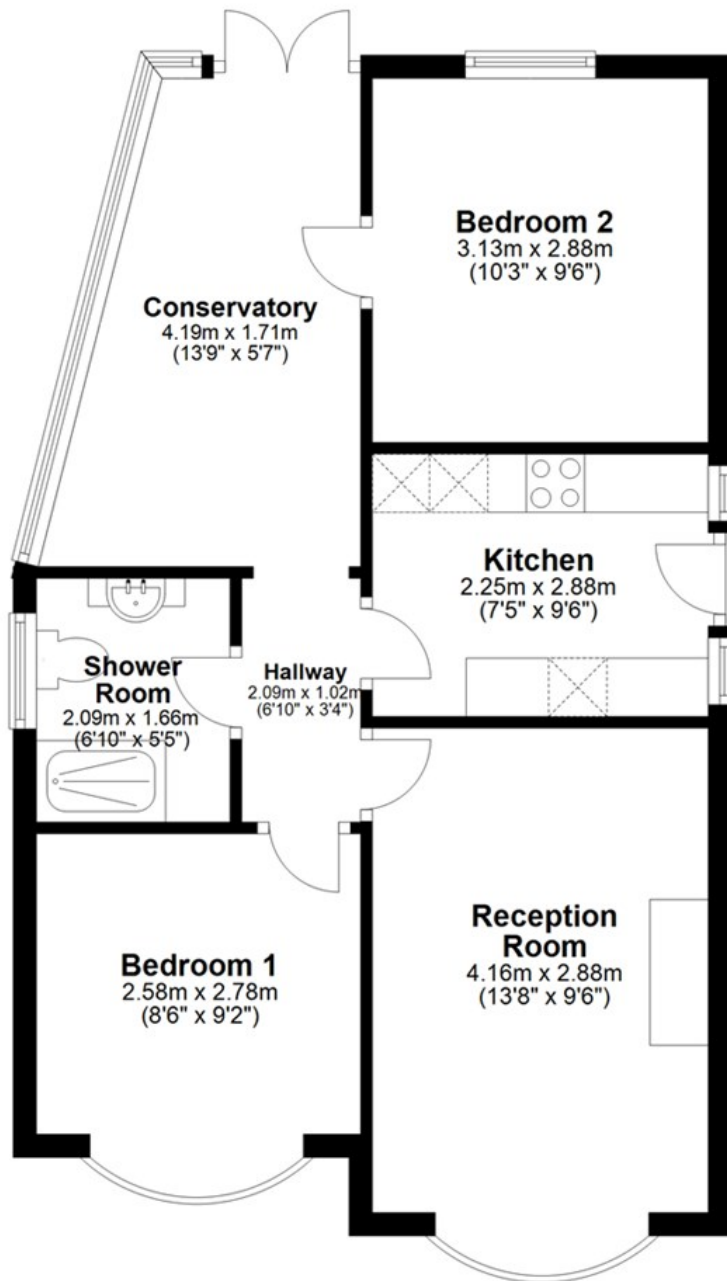 Bedroom 2
3.13m x 2.88m
(10'3" x 9'6")
Conservatory
4.19m x 1.71m
(13'9" x 5'7")
Kitchen
2.25m x 2.88m
(7'5" x 9'6")
Shower
Room
2.09m x 1.66m
(6'10" x 5'5")
Hallway
2.09m x 1.02m
(6'10" x 3'4")
Reception
Room
4.16m x 2.88m
(13'8" x 9'6")
Bedroom 1
2.58m x 2.78m
(8'6" x 9'2")